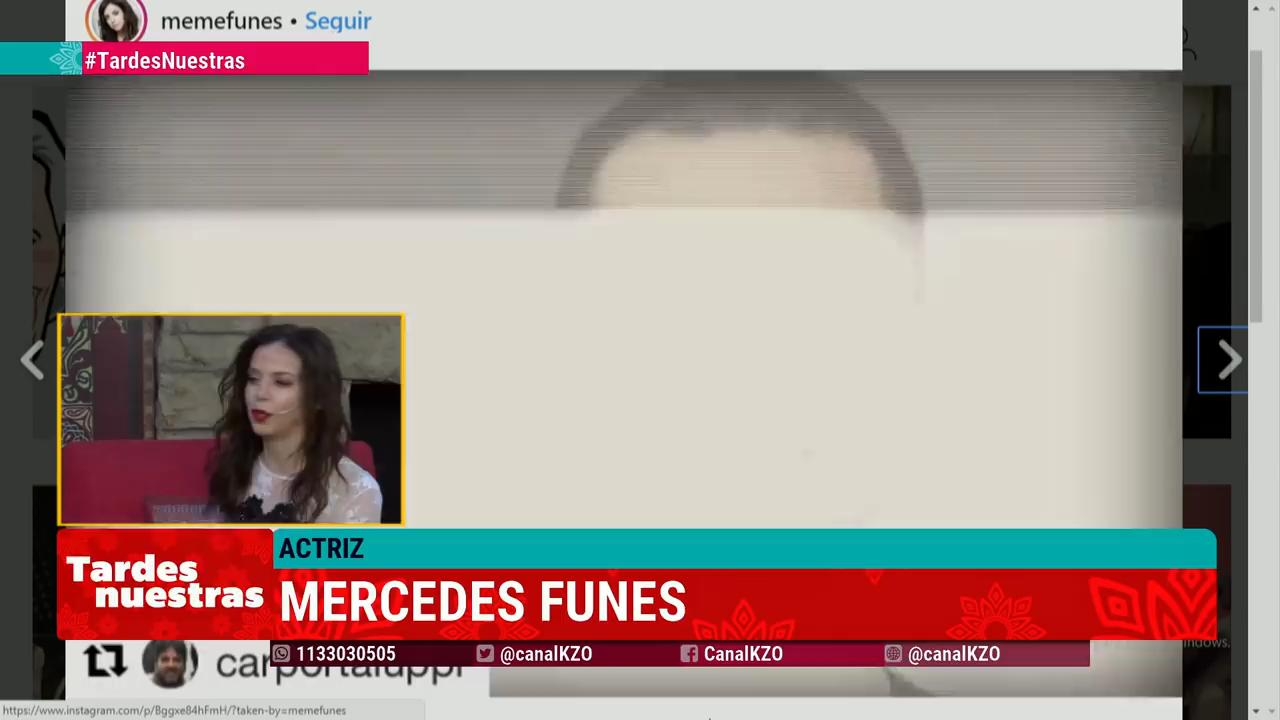 memefunes • Seguir
#TardesNuestras
ACTRIZ
Tardes
nuestras
MERCEDES FUNES
1133030505
@canalKZO
CanalKZO
@canalKZO
carportaluppi
https://www.instagram.com/p/Bggxe84hFmH/?taken-by=memefunes